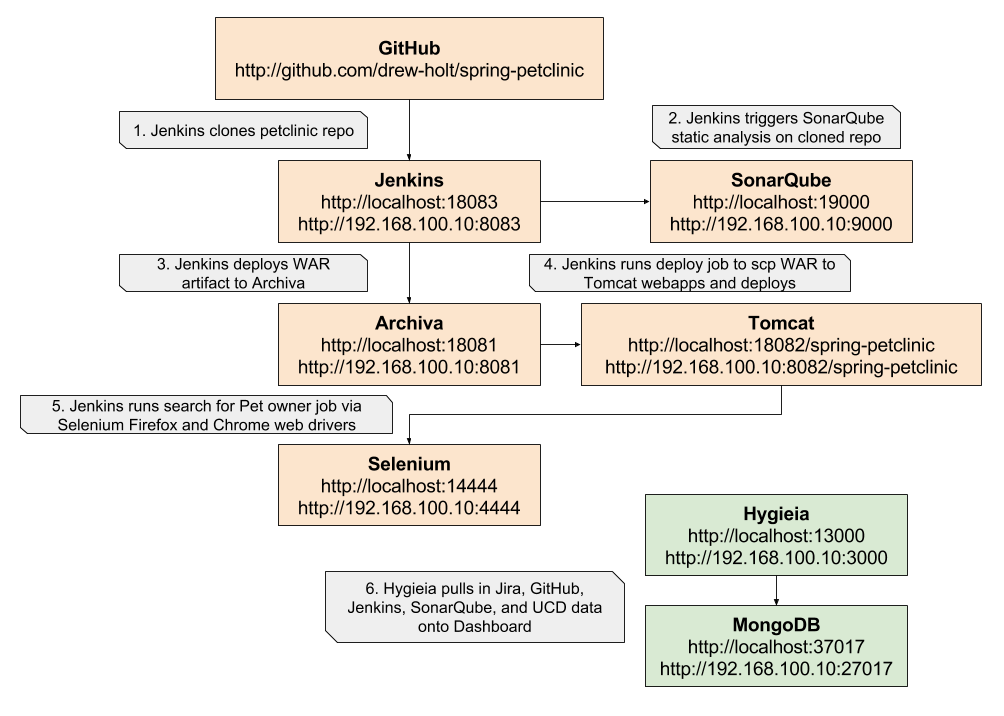 GitHub
http://github.com/drew-holt/spring-petclinic
1. Jenkins clones petclinic repo
2. Jenkins triggers SonarQube
static analysis on cloned repo
Jenkins
http://localhost:18083
http://192.168.100.10:8083
SonarQube
http://localhost:19000
http://192.168.100.10:9000
3. Jenkins deploys WAR
artifact to Archiva
4. Jenkins runs deploy job to scp WAR to
Tomcat webapps and deploys
Archiva
http://localhost:18081
http://192.168.100.10:8081
Tomcat
http://localhost:18082/spring-petclinic
http://192.168.100.10:8082/spring-petclinic
5. Jenkins runs search for Pet owner job via
Selenium Firefox and Chrome web drivers
Selenium
http://localhost:14444
http://192.168.100.10:4444
Hygieia
http://localhost:13000
http://192.168.100.10:3000
6. Hygieia pulls in Jira, GitHub,
Jenkins, SonarQube, and UCD data
onto Dashboard
MongoDB
http://localhost:37017
http://192.168.100.10:27017